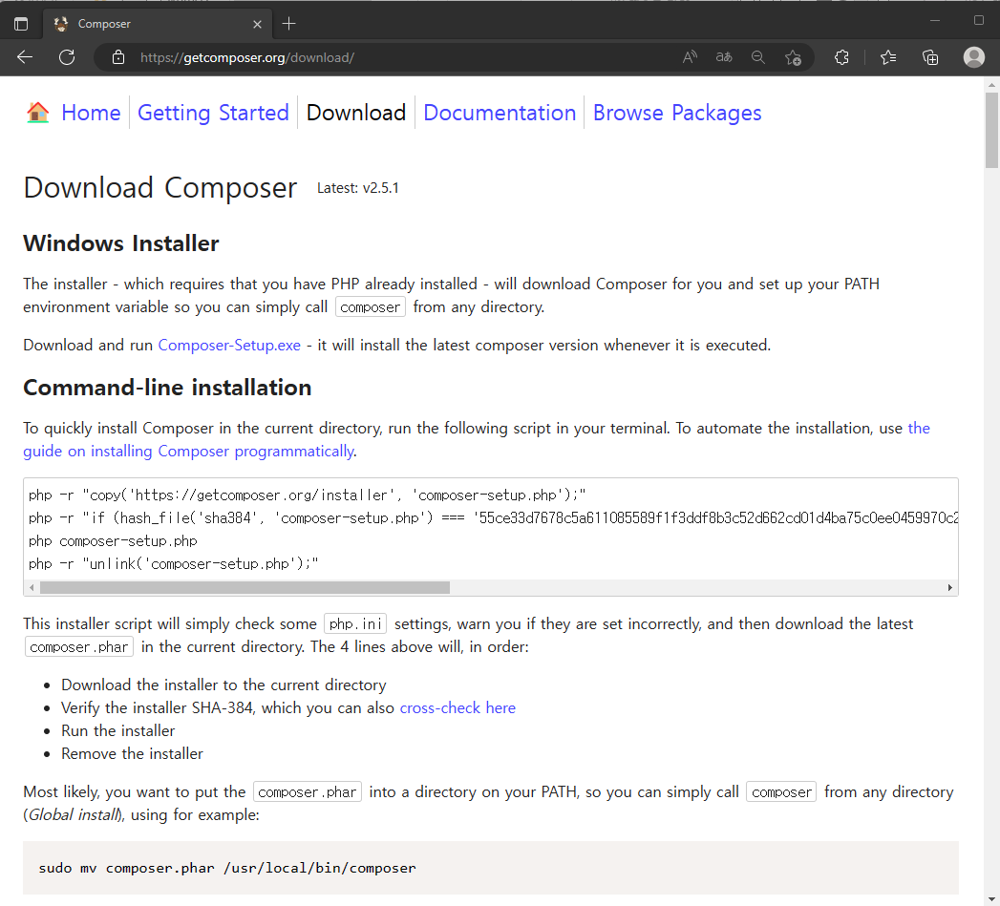 Composer
https://getcomposer.org/download/
Home
Getting Started
Download
Documentation
Browse Packages
Download Composer Latest: v2.5.1
Windows Installer
The installer - which requires that you have PHP already installed - will download Composer for you and set up your PATH
environment variable so you can simply call composer from any directory.
Download and run Composer-Setup.exe - it will install the latest composer version whenever it is executed.
Command-line installation
To quickly install Composer in the current directory, run the following script in your terminal. To automate the installation, use the
guide on installing Composer programmatically.
php -r "copy('https://getcomposer.org/installer', 'composer-setup.php');"
php -r "if (hash_file('sha384', 'composer-setup.php') === '55ce33d7678c5a611085589f1f3ddf8b3c52d662cd01d4ba75c0ee0459970c2
php composer-setup.php
php -r "unlink('composer-setup.php');"
This installer script will simply check some php.ini settings, warn you if they are set incorrectly, and then download the latest
composer.phar in the current directory. The 4 lines above will, in order:
• Download the installer to the current directory
• Verify the installer SHA-384, which you can also cross-check here
• Run the installer
• Remove the installer
Most likely, you want to put the composer.phar into a directory on your PATH, so you can simply call composer from any directory
(Global install), using for example:
sudo mv composer.phar /usr/local/bin/composer